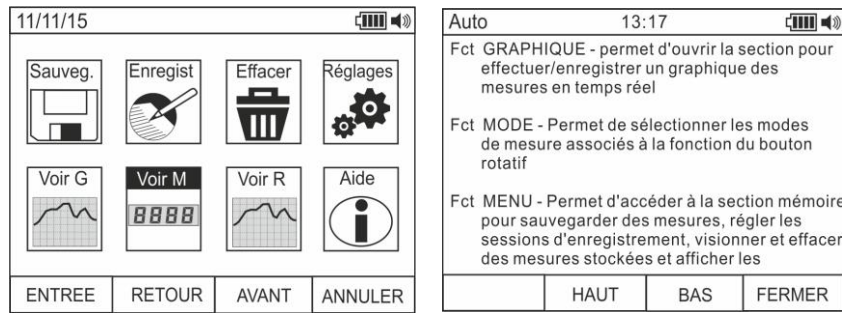 11/11/15
Sauveg. Enregist Effacer Réglages
Voir G Voir M Voir R Aide
8888
ENTREE RETOUR AVANT ANNULER
Auto 13:17
Fct GRAPHIQUE - permet d'ouvrir la section pour
effectuer/enregistrer un graphique des
mesures en temps réel
Fct MODE - Permet de sélectionner les modes
de mesure associés à la fonction du bouton
rotatif
Fct MENU - Permet d'accéder à la section mémoire
pour sauvegarder des mesures, régler les
sessions d'enregistrement, visionner et effacer
des mesures stockées et afficher les
HAUT BAS FERMER